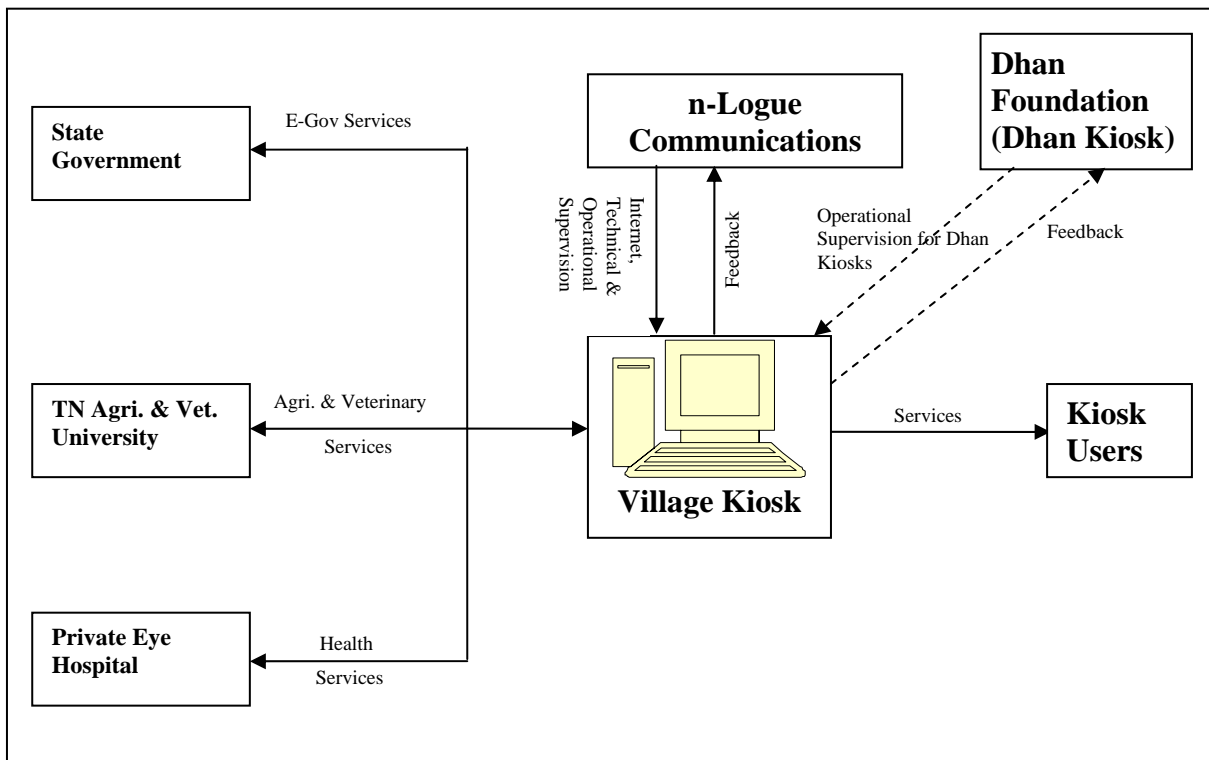 State
Government
E-Gov Services
n-Logue
Communications
Dhan
Foundation
(Dhan Kiosk)
Internet,
Technical &
Operational
Supervision
Feedback
Operational
Supervision for Dhan
Kiosks
Feedback
TN Agri. & Vet.
University
Agri. & Veterinary
Services
Village Kiosk
Services
Kiosk
Users
Private Eye
Hospital
Health
Services